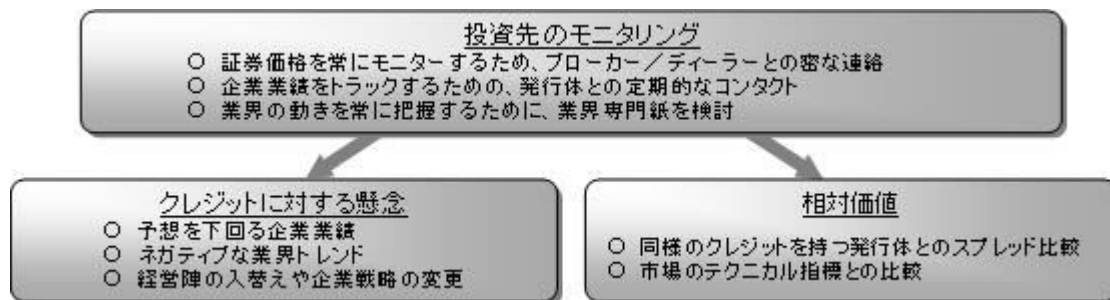 投資先のモニタリング
○ 証券価格を常にモニターするため、ブローカー／ディーラーとの密な連絡
○ 企業業績をトラックするための、発行体との定期的なコンタクト
○ 業界の動きを常に把握するために、業界専門紙を検討
クレジットに対する懸念
○ 予想を下回る企業業績
○ ネガティブな業界トレンド
○ 経営陣の入替えや企業戦略の変更
相対価値
○ 同様のクレジットを持つ発行体とのスプレッド比較
○ 市場のテクニカル指標との比較